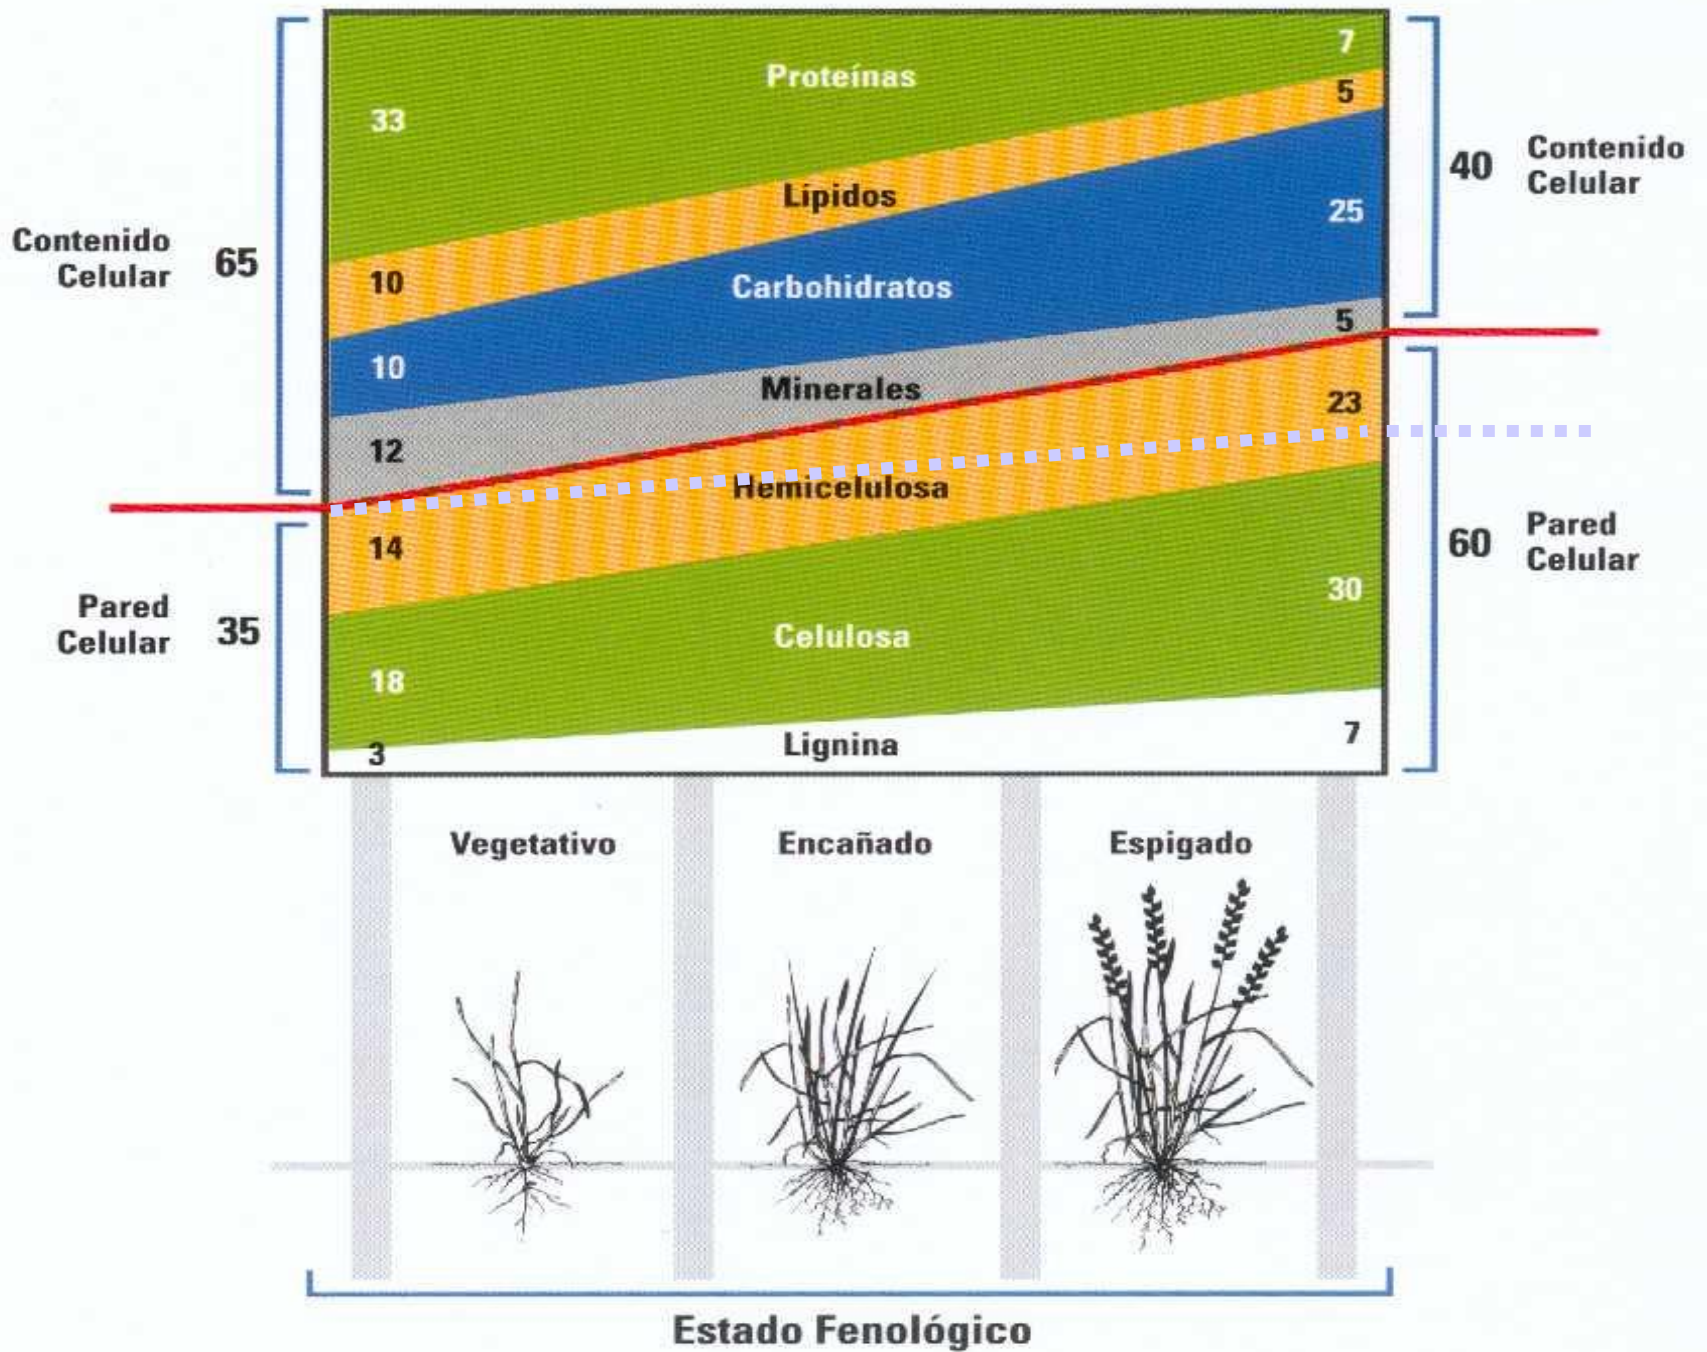 7
Proteínas
5
33
Contenido
40
Celular
Lípidos
25
Contenido
65
Celular
10
Carbohidratos
5
10
Minerales
23
12
Hemicelulosa
14
Pared
60
Celular
30
Pared
35
Celular
Celulosa
18
7
Lignina
3
Vegetativo
Encañado
Espigado
Estado Fenológico